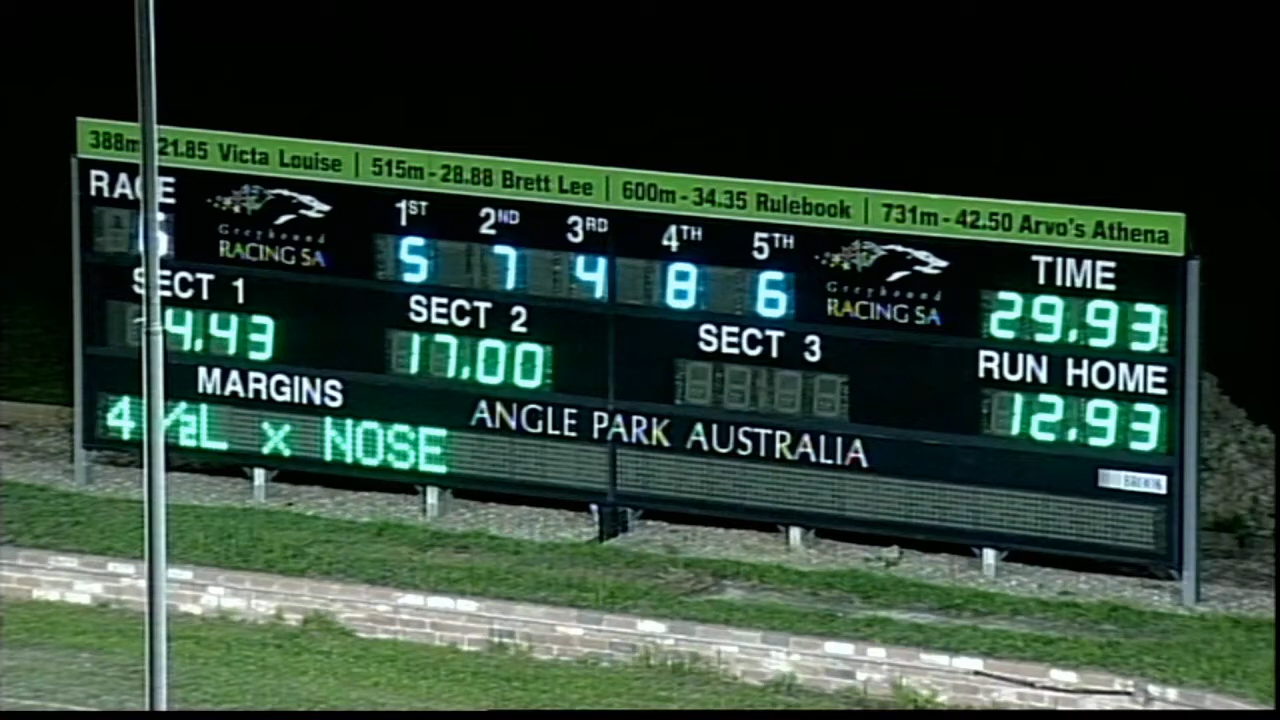 388m 21.85 Victa Louise | 515m - 28.88 Brett Lee | 600m - 34.35 Rulebook | 731m - 42.50 Arvo's Athena
RACE
1ST 2ND 3RD 4TH 5TH
5 7 4 8 6
Greyhound
RACING SA
Greyhound
RACING SA
TIME
29.93
SECT 1
4.43
SECT 2
17.00
SECT 3
RUN HOME
12.93
MARGINS
4 ½L x NOSE
ANGLE PARK AUSTRALIA